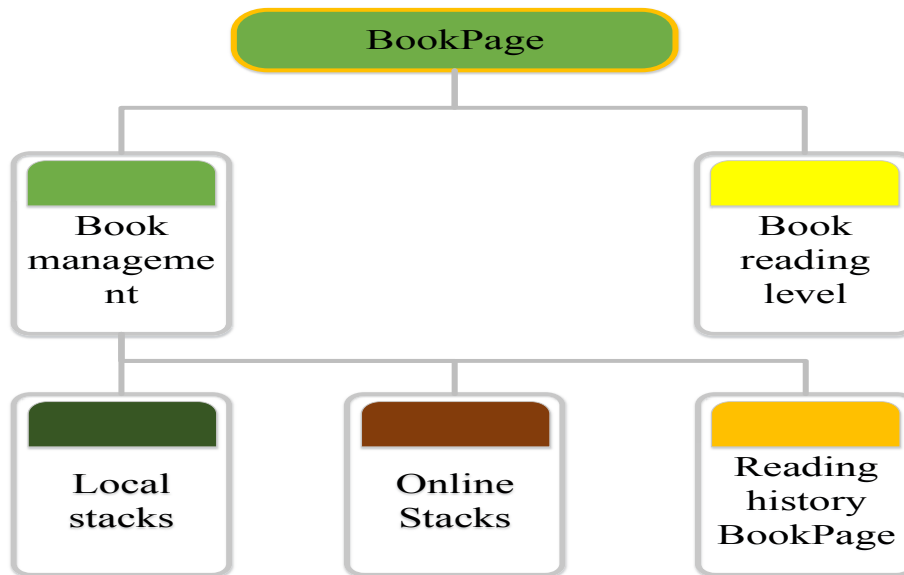 BookPage
Book
manageme
nt
Book
reading
level
Local
stacks
Online
Stacks
Reading
history
BookPage